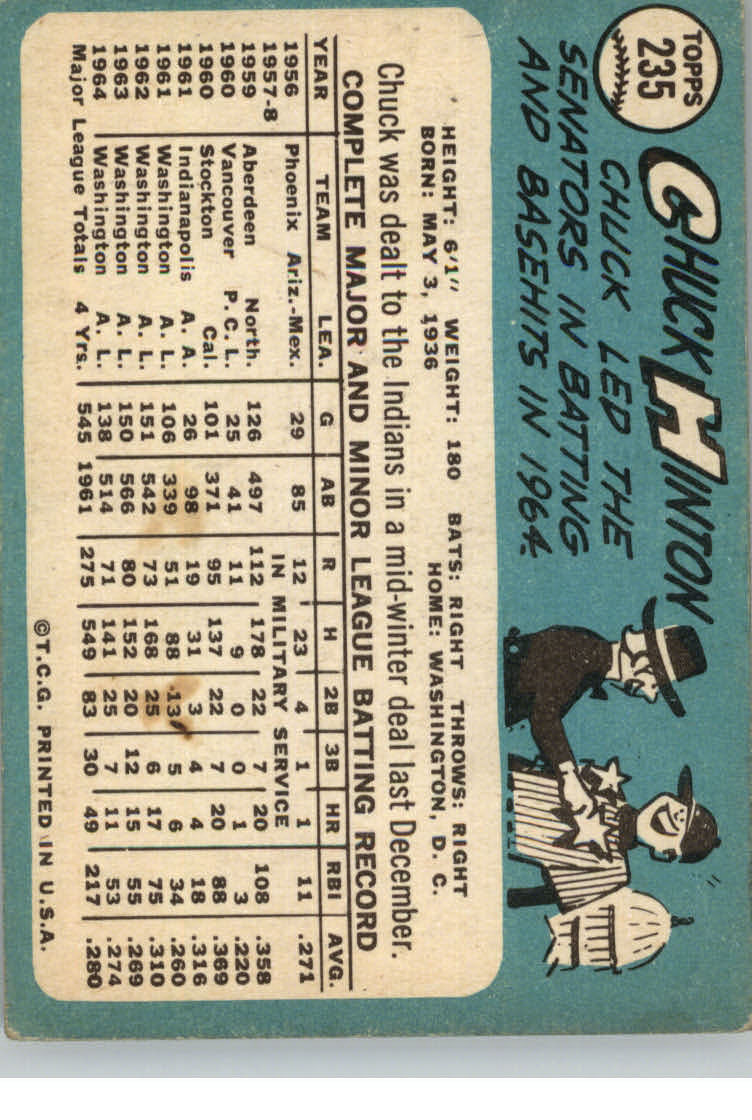 TOPPS
235
CHUCK HINTON
CHUCK LED THE
SENATORS IN BATTING
AND BASEHITS IN 1964.
HEIGHT: 6'1" WEIGHT: 180 BATS: RIGHT THROWS: RIGHT
BORN: MAY 3, 1936 HOME: WASHINGTON, D. C.
Chuck was dealt to the Indians in a mid-winter deal last December.
COMPLETE MAJOR AND MINOR LEAGUE BATTING RECORD
YEAR TEAM LEA. G AB R H 2B 3B HR RBI AVG.
1956 Phoenix Ariz.-Mex. 29 85 12 23 4 1 1 11 .271
1957-8 IN MILITARY SERVICE
1959 Aberdeen North. 126 497 112 178 22 7 20 108 .358
1960 Vancouver P. C. L. 25 41 11 9 0 0 1 3 .220
1960 Stockton Cal. 101 371 95 137 22 7 20 88 .369
1961 Indianapolis A. A. 26 98 19 31 3 4 4 18 .316
1961 Washington A. L. 106 339 51 88 13 5 6 34 .260
1962 Washington A. L. 151 542 73 168 25 6 17 75 .310
1963 Washington A. L. 150 566 80 152 20 12 15 55 .269
1964 Washington A. L. 138 514 71 141 25 7 11 53 .274
Major League Totals 4 Yrs. 545 1961 275 549 83 30 49 217 .280
©T.C.G. PRINTED IN U.S.A.